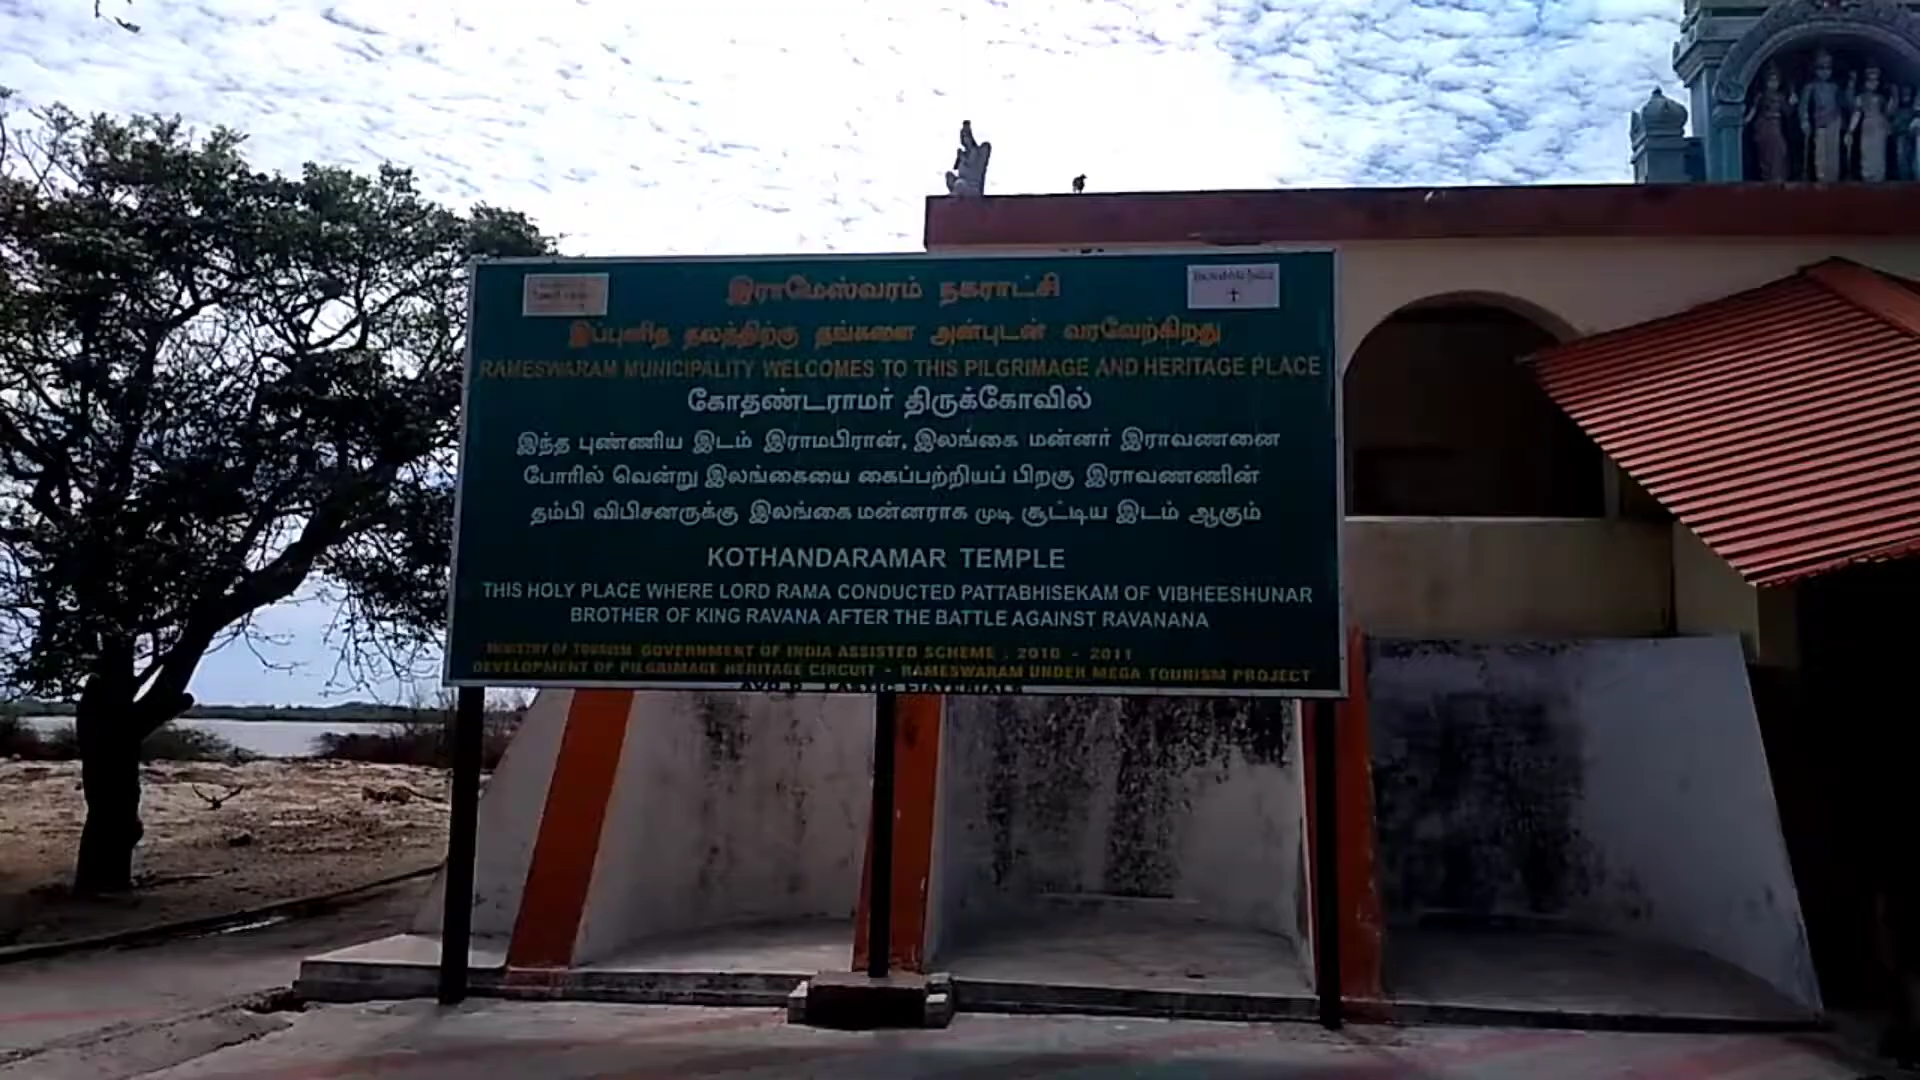 இராமேஸ்வரம் நகராட்சி
இப்புனித தலத்திற்கு தங்களை அன்புடன் வரவேற்கிறது
RAMESWARAM MUNICIPALITY WELCOMES TO THIS PILGRIMAGE AND HERITAGE PLACE
கோதண்டராமர் திருக்கோவில்
இந்த புண்ணிய இடம் இராமபிரான், இலங்கை மன்னர் இராவணனை
போரில் வென்று இலங்கையை கைப்பற்றியப் பிறகு இராவணணின்
தம்பி விபிசனருக்கு இலங்கை மன்னராக முடி சூட்டிய இடம் ஆகும்
KOTHANDARAMAR TEMPLE
THIS HOLY PLACE WHERE LORD RAMA CONDUCTED PATTABHISEKAM OF VIBHEESHUNAR
BROTHER OF KING RAVANA AFTER THE BATTLE AGAINST RAVANANA
MINISTRY OF TOURISM GOVERNMENT OF INDIA ASSISTED SCHEME . 2010 - 2011
DEVELOPMENT OF PILGRIMAGE HERITAGE CIRCUIT - RAMESWARAM UNDER MEGA TOURISM PROJECT